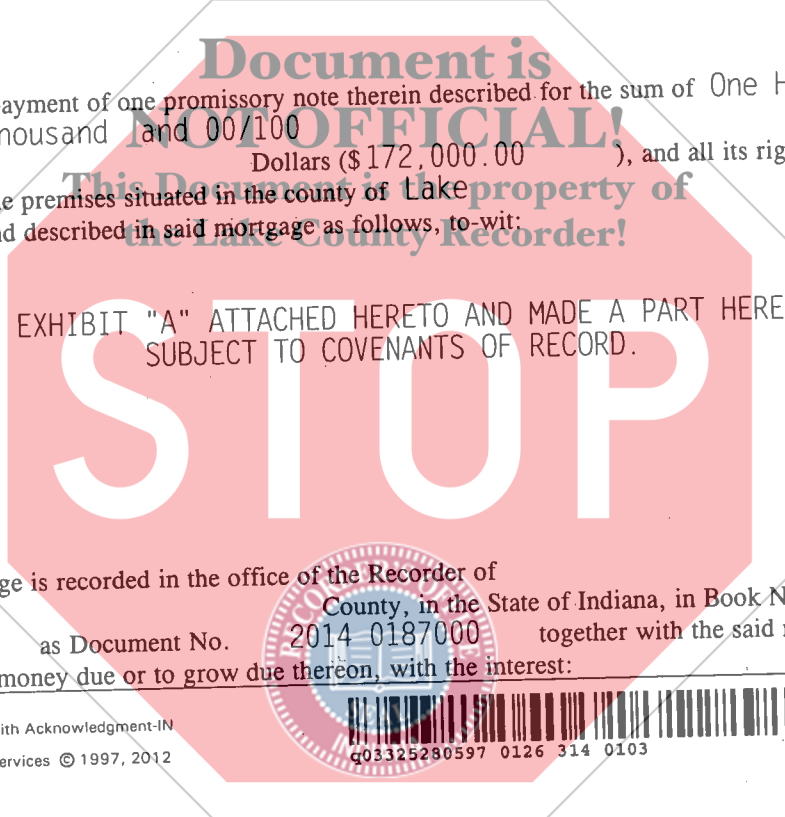 Document is
ayment of one promissory note therein described for the sum of One H
housand and 00/100
NOT OFFICIAL!
Dollars ($ 172,000.00 ), and all its rig
This Document is the property of
e premises situated in the county of Lake
the Lake County Recorder!
d described in said mortgage as follows, to-wit:
EXHIBIT "A" ATTACHED HERETO AND MADE A PART HERE
SUBJECT TO COVENANTS OF RECORD.
STOP
ge is recorded in the office of the Recorder of
County, in the State of Indiana, in Book N
as Document No. 2014 0187000 together with the said
money due or to grow due thereon, with the interest:
ith Acknowledgment-IN
ervices © 1997, 2012
q03325280597 0126 314 0103